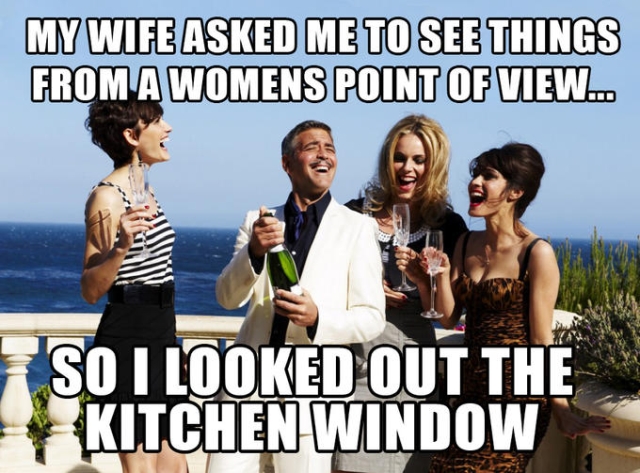 MY WIFE ASKED ME TO SEE THINGS
FROM A WOMENS POINT OF VIEW...
SO I LOOKED OUT THE
KITCHEN WINDOW